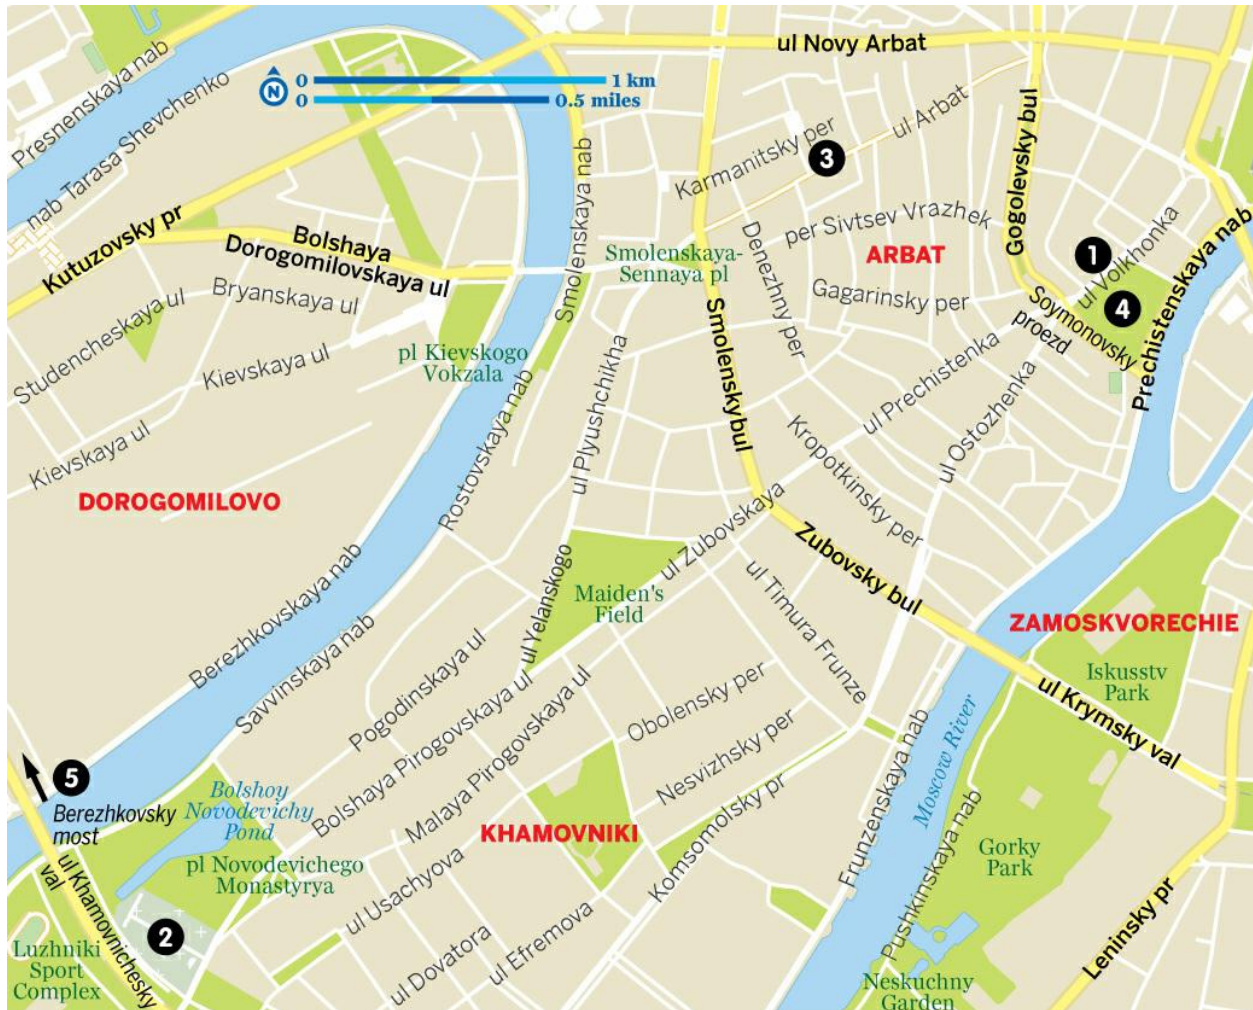 Presnenskaya nab
nab Tarasa Shevchenko
N
0
1 km
0
0.5 miles
ul Novy Arbat
Kutuzovsky pr
Bolshaya
Dorogomilovskaya ul
Smolenskaya nab
Karmanitsky per
3
ul Arbat
Gogolevsky bul
per Sivtsev Vrazhek
ARBAT
Denezhny per
Smolenskaya-
Sennaya pl
Gagarinsky per
1
ul Volkhonka
4
Prechistenskaya nab
Soymonovsky
proezd
Bryanskaya ul
Studencheskaya ul
Kievskaya ul
pl Kievskogo
Vokzala
Kievskaya ul
DOROGOMILOVO
Rostovskaya nab
ul Plyushchikha
Smolenskybul
ul Prechistenka
ul Ostozhenka
Kropotkinsky per
Berezhkovskaya nab
Savvinskaya nab
ul Yelanskogo
Maiden's
Field
ul Zubovskaya
Zubovsky bul
ul Timura Frunze
ZAMOSKVORECHIE
Iskusstv
Park
ul Krymsky val
Pogodinskaya ul
Bolshaya Pirogovskaya ul
Malaya Pirogovskaya ul
Obolensky per
Nesvizhsky per
Komsomolsky pr
Frunzenskaya nab
Moscow River
Pushkinskaya nab
Gorky
Park
Leninsky pr
5
Berezhkovsky
most
Bolshoy
Novodevichy
Pond
pl Novodevichego
Monastyrya
KHAMOVNIKI
ul Usachyova
ul Dovatora
ul Efremova
ul Khamovnichesky
val
2
Luzhniki
Sport
Complex
Neskuchny
Garden